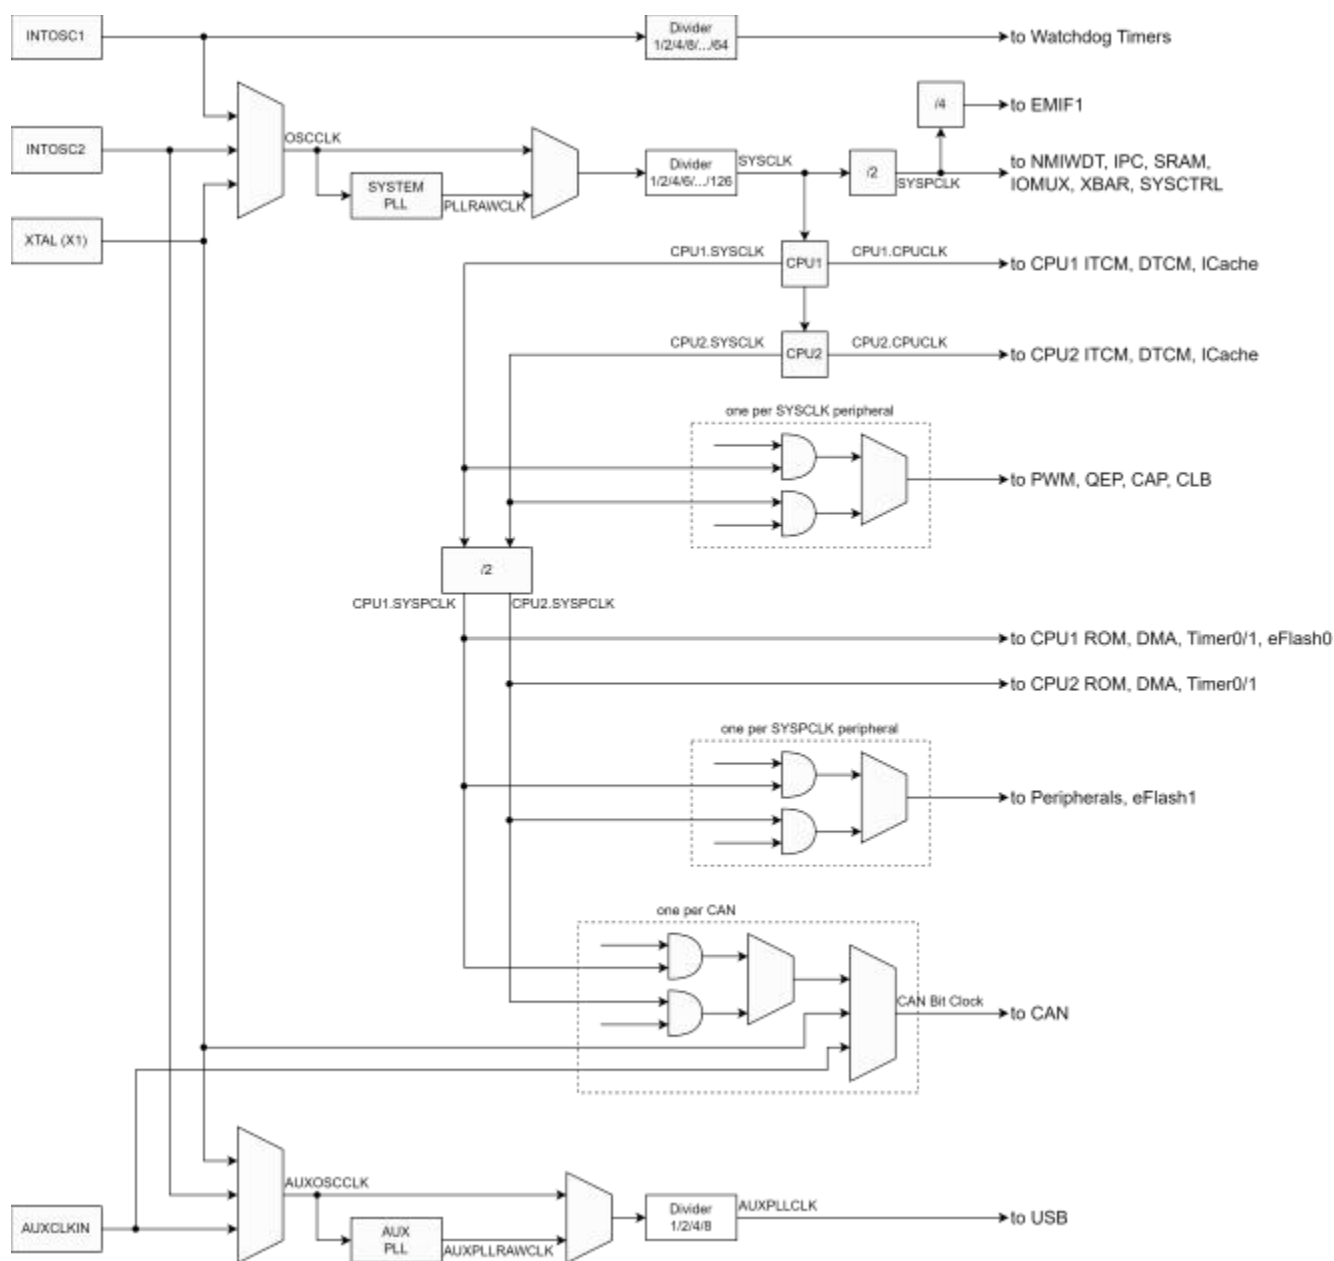 INTOSC1
Divider
1/2/4/8/.../64
to Watchdog Timers
/4
to EMIF1
INTOSC2
OSCCLK
SYSTEM
PLL
PLLRAWCLK
Divider
1/2/4/6/.../126
SYSCLK
/2
SYSPCLK
to NMIWDT, IPC, SRAM,
IOMUX, XBAR, SYSCTRL
XTAL (X1)
CPU1.SYSCLK
CPU1
CPU1.CPUCLK
to CPU1 ITCM, DTCM, ICache
CPU2.SYSCLK
CPU2
CPU2.CPUCLK
to CPU2 ITCM, DTCM, ICache
one per SYSCLK peripheral
to PWM, QEP, CAP, CLB
/2
CPU1.SYSPCLK
CPU2.SYSPCLK
to CPU1 ROM, DMA, Timer0/1, eFlash0
to CPU2 ROM, DMA, Timer0/1
one per SYSPCLK peripheral
to Peripherals, eFlash1
one per CAN
CAN Bit Clock
to CAN
AUXCLKIN
AUXOSCCLK
AUX
PLL
AUXPLLRAWCLK
Divider
1/2/4/8
AUXPLLCLK
to USB